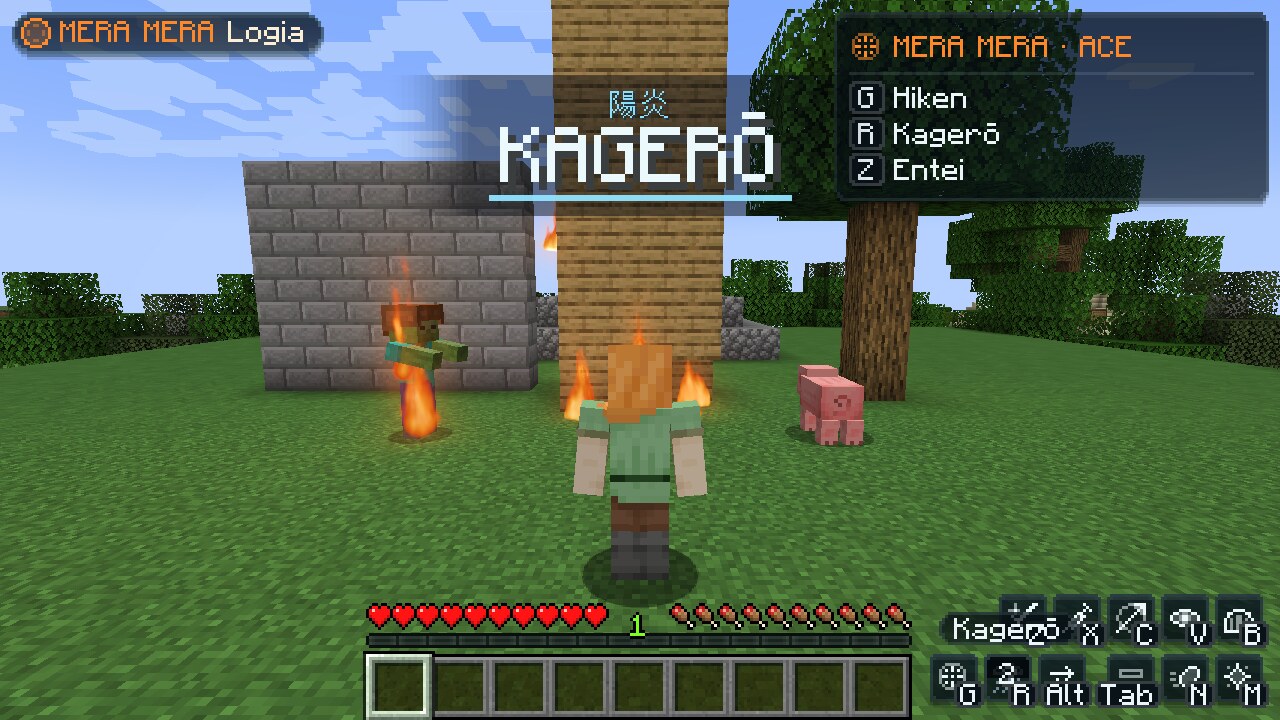 MERA MERA Logia
MERA MERA · ACE
G Hiken
R Kagerō
Z Entei
陽炎
KAGERŌ
1
Kagerō
Z X C V B
2
G R Alt Tab N M